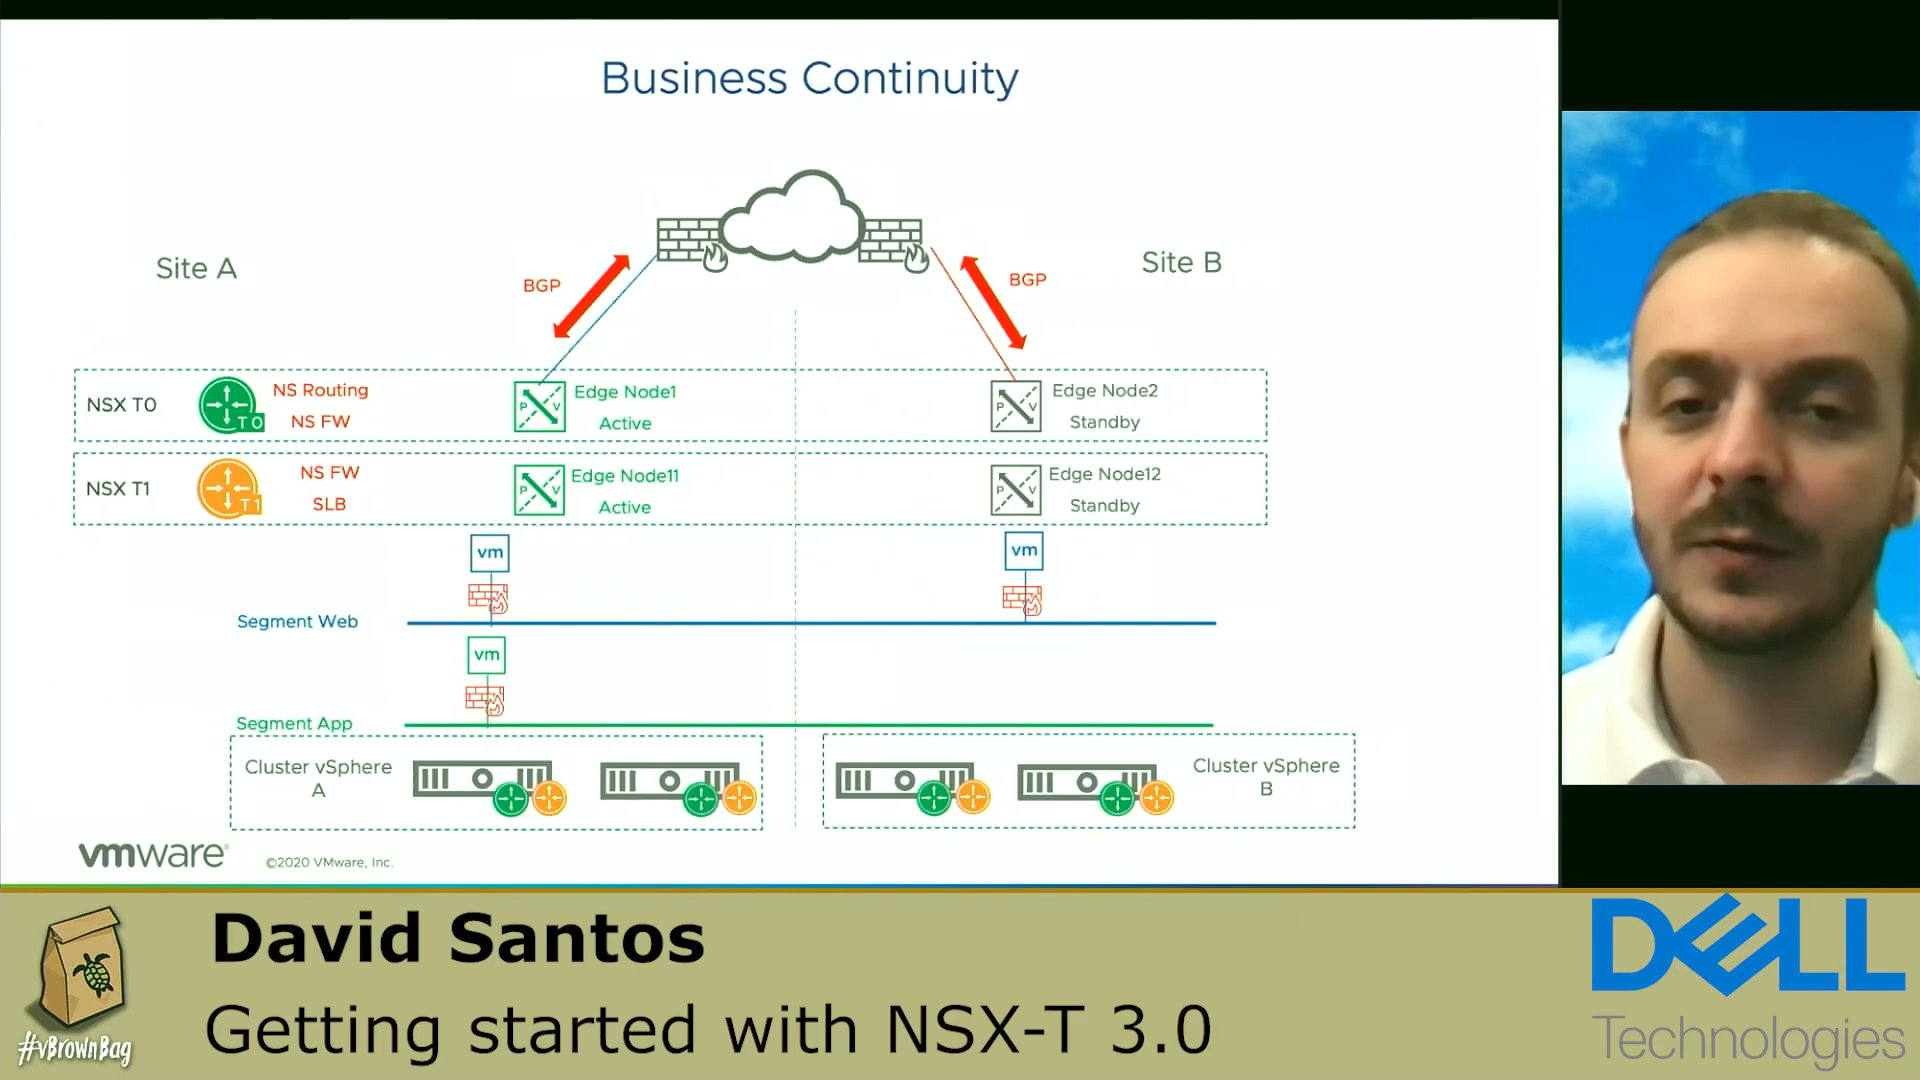 Business Continuity
Site A
Site B
BGP
BGP
NSX T0
T0
NS Routing
NS FW
P V
Edge Node1
Active
P V
Edge Node2
Standby
NSX T1
T1
NS FW
SLB
P V
Edge Node11
Active
P V
Edge Node12
Standby
vm
vm
Segment Web
vm
Segment App
Cluster vSphere
A
Cluster vSphere
B
vmware
©2020 VMware, Inc.
David Santos
Getting started with NSX-T 3.0
#vBrownBag
DELL
Technologies